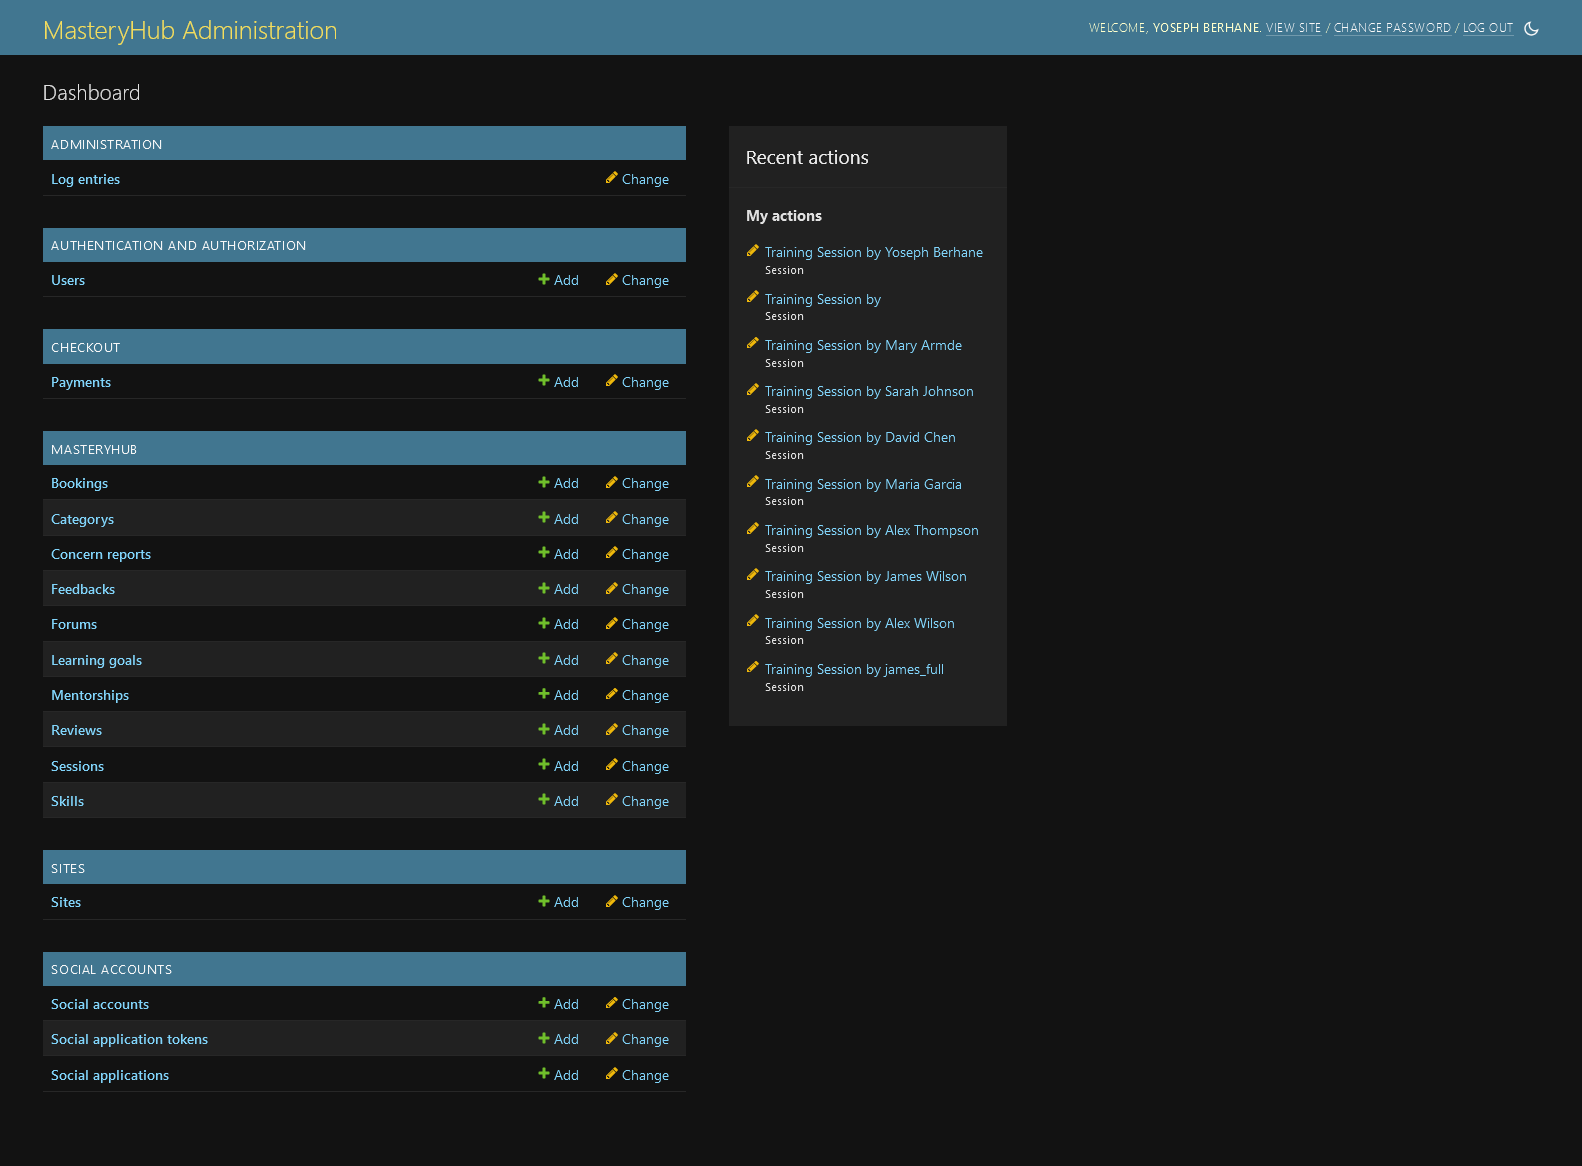 MasteryHub Administration
WELCOME, YOSEPH BERHANE. VIEW SITE / CHANGE PASSWORD / LOG OUT
Dashboard
ADMINISTRATION
Log entries Change
AUTHENTICATION AND AUTHORIZATION
Users Add Change
CHECKOUT
Payments Add Change
MASTERYHUB
Bookings Add Change
Categorys Add Change
Concern reports Add Change
Feedbacks Add Change
Forums Add Change
Learning goals Add Change
Mentorships Add Change
Reviews Add Change
Sessions Add Change
Skills Add Change
SITES
Sites Add Change
SOCIAL ACCOUNTS
Social accounts Add Change
Social application tokens Add Change
Social applications Add Change
Recent actions
My actions
Training Session by Yoseph Berhane
Session
Training Session by
Session
Training Session by Mary Armde
Session
Training Session by Sarah Johnson
Session
Training Session by David Chen
Session
Training Session by Maria Garcia
Session
Training Session by Alex Thompson
Session
Training Session by James Wilson
Session
Training Session by Alex Wilson
Session
Training Session by james_full
Session